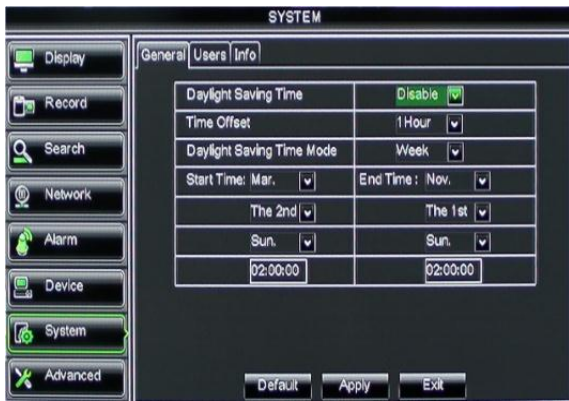 SYSTEM
General Users Info
Display
Record
Search
Network
Alarm
Device
System
Advanced
Daylight Saving Time Disable
Time Offset 1Hour
Daylight Saving Time Mode Week
Start Time: Mar. End Time : Nov.
The 2nd The 1st
Sun. Sun.
02:00:00 02:00:00
Default Apply Exit